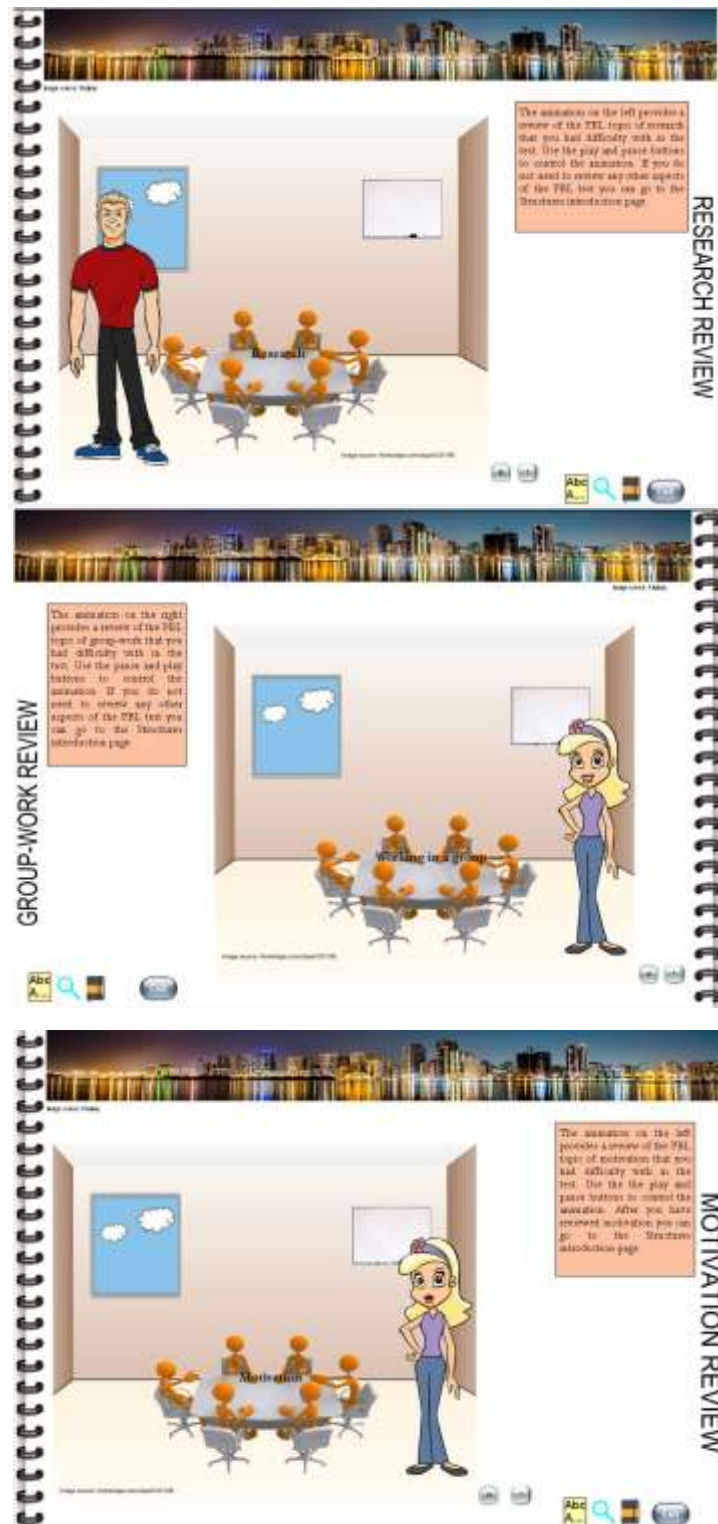 The animation on the left provides a
review of the PBL topic of research
that you had difficulty with in the
test. Use the play and pause buttons
to control the animation. If you do
not need to review any other aspects
of the PBL test you can go to the
Structures introduction page
RESEARCH REVIEW
Research
Abc
A...
The animation on the right
provides a review of the PBL
topic of group-work that you
had difficulty with in the
test. Use the pause and play
buttons to control the
animation. If you do not
need to review any other
aspects of the PBL test you
can go to the Structures
introduction page
GROUP-WORK REVIEW
Working in a group
Abc
A...
The animation on the left
provides a review of the PBL
topic of motivation that you
had difficulty with in the
test. Use the the play and
pause buttons to control the
animation. After you have
reviewed motivation you can
go to the Structures
introduction page
MOTIVATION REVIEW
Motivation
Abc
A...